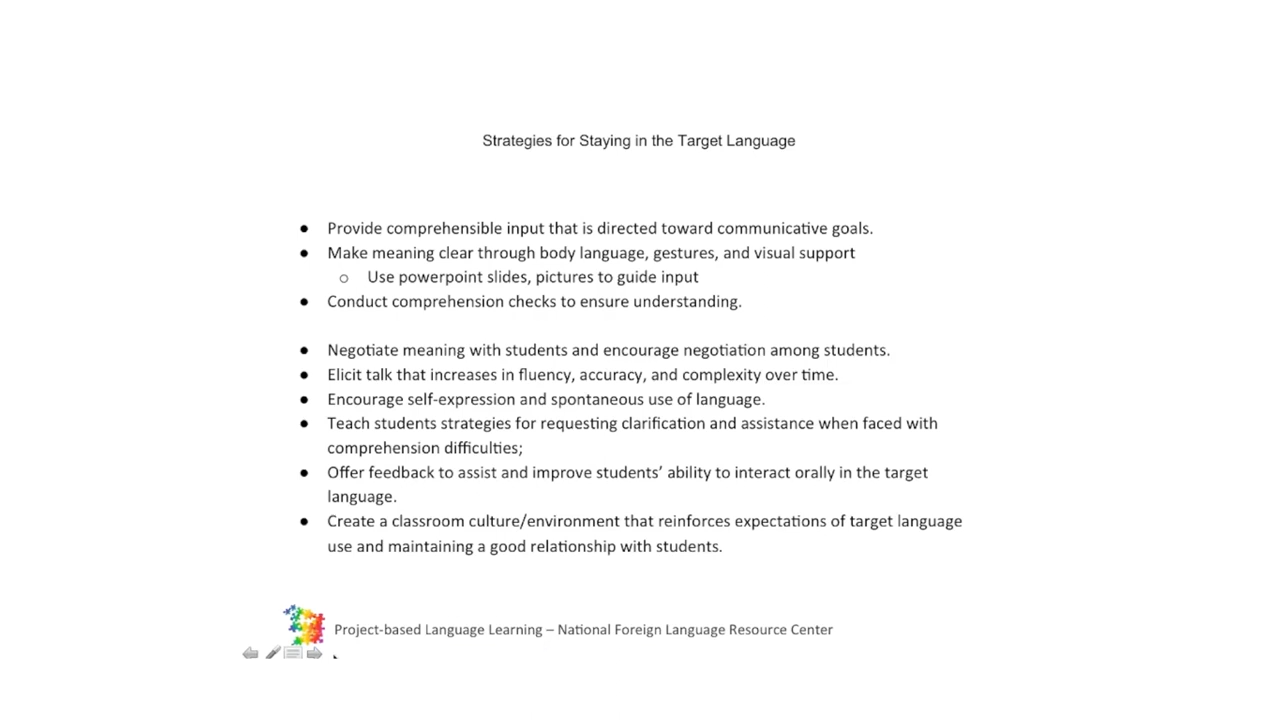 Strategies for Staying in the Target Language
● Provide comprehensible input that is directed toward communicative goals.
● Make meaning clear through body language, gestures, and visual support
○ Use powerpoint slides, pictures to guide input
● Conduct comprehension checks to ensure understanding.
● Negotiate meaning with students and encourage negotiation among students.
● Elicit talk that increases in fluency, accuracy, and complexity over time.
● Encourage self-expression and spontaneous use of language.
● Teach students strategies for requesting clarification and assistance when faced with
comprehension difficulties;
● Offer feedback to assist and improve students’ ability to interact orally in the target
language.
● Create a classroom culture/environment that reinforces expectations of target language
use and maintaining a good relationship with students.
Project-based Language Learning – National Foreign Language Resource Center